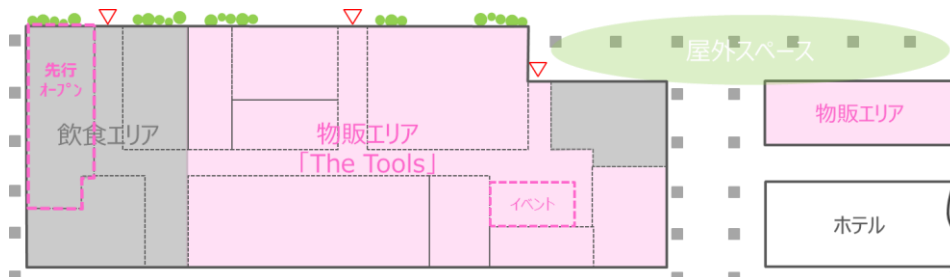 屋外スペース
先行
オープン
飲食エリア
物販エリア
「The Tools」
物販エリア
イベント
ホテル